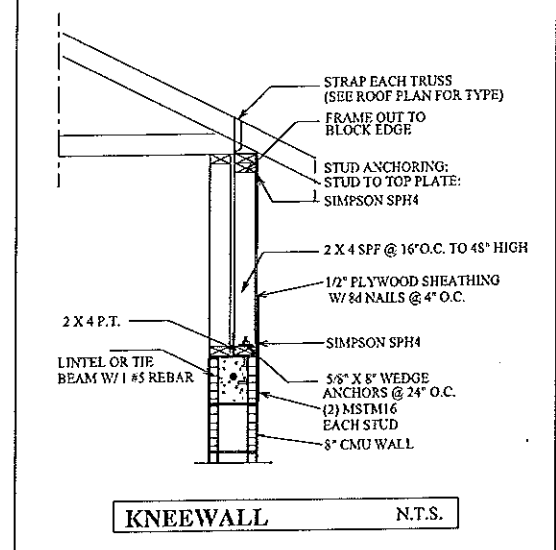 STRAP EACH TRUSS
(SEE ROOF PLAN FOR TYPE)
FRAME OUT TO
BLOCK EDGE
STUD ANCHORING:
STUD TO TOP PLATE:
SIMPSON SPH4
2 X 4 SPF @ 16" O.C. TO 48" HIGH
1/2" PLYWOOD SHEATHING
W/ 8d NAILS @ 4" O.C.
2 X 4 P.T.
SIMPSON SPH4
LINTEL OR TIE
BEAM W/ 1 #5 REBAR
5/8" X 8" WEDGE
ANCHORS @ 24" O.C.
(2) MSTM16
EACH STUD
8" CMU WALL
KNEEWALL N.T.S.